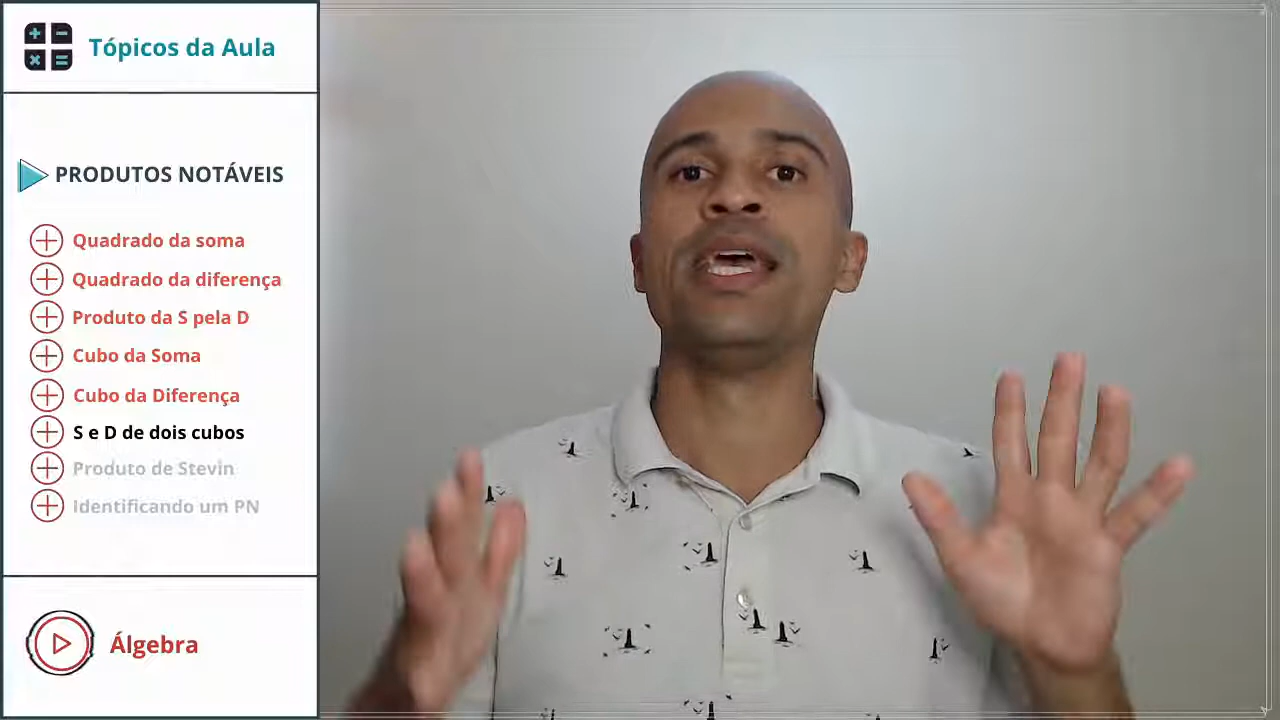 Tópicos da Aula
PRODUTOS NOTÁVEIS
Quadrado da soma
Quadrado da diferença
Produto da S pela D
Cubo da Soma
Cubo da Diferença
S e D de dois cubos
Produto de Stevin
Identificando um PN
Álgebra